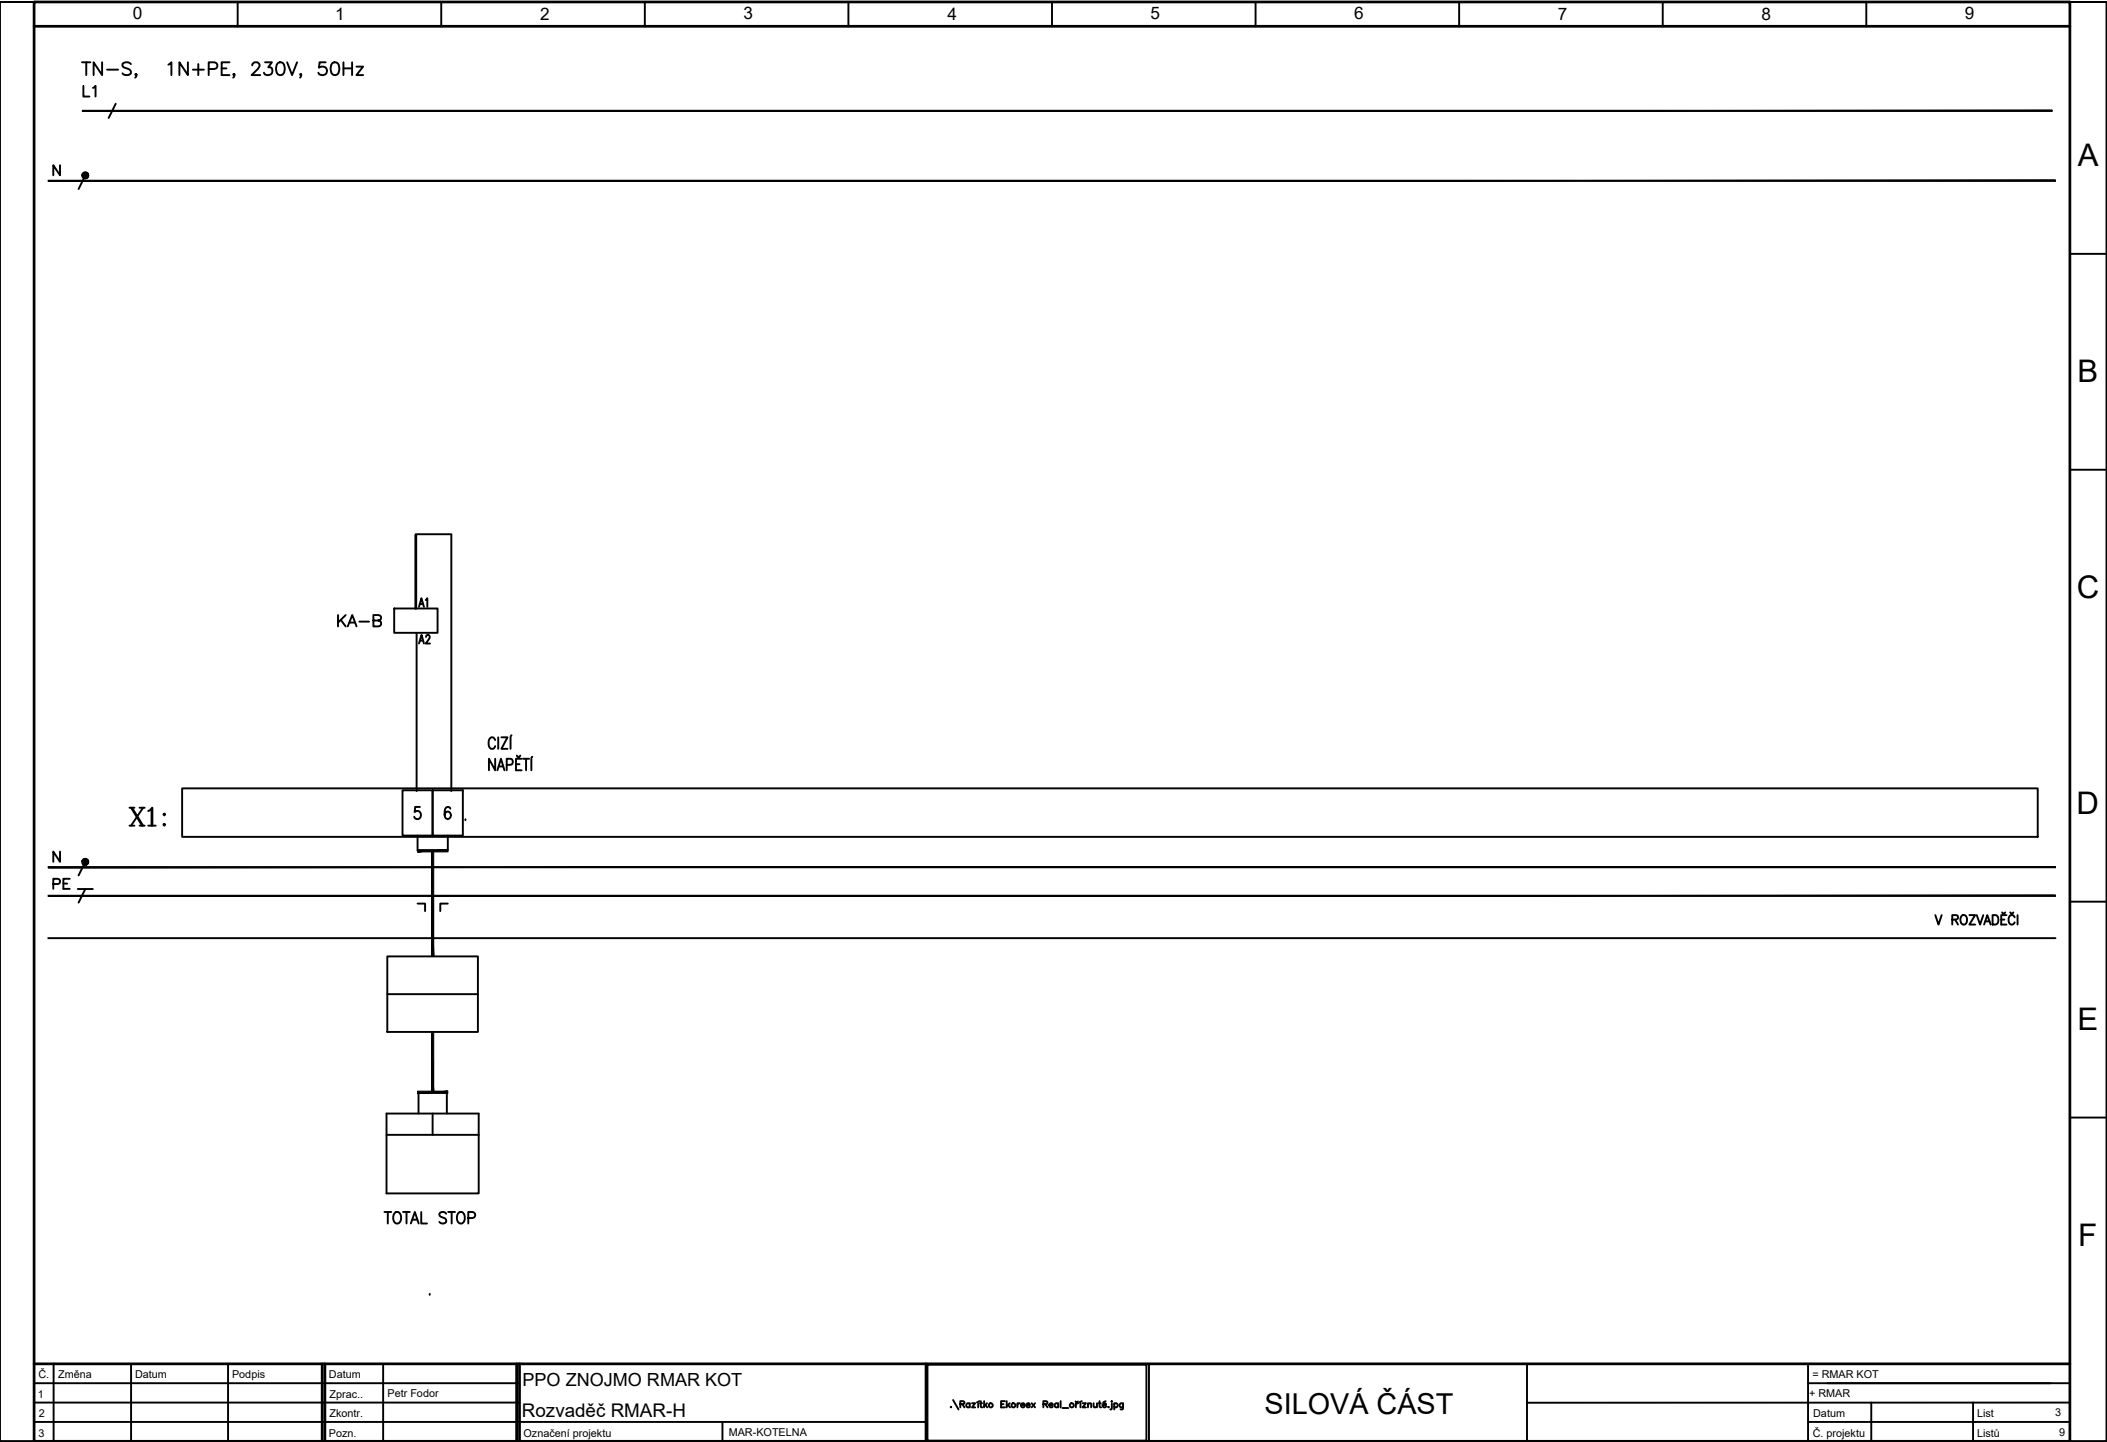 0 1 2 3 4 5 6 7 8 9
TN-S, 1N+PE, 230V, 50Hz
L1
N
A
B
C
D
E
F
A1
KA-B
A2
CIZÍ
NAPĚTÍ
X1: 5 6
N
PE
V ROZVADĚČI
TOTAL STOP
Č. Změna Datum Podpis Datum
1 Zprac.. Petr Fodor
2 Zkontr.
3 Pozn.
PPO ZNOJMO RMAR KOT
Rozvaděč RMAR-H
Označení projektu MAR-KOTELNA
.\Razítko Ekoreex Real_oříznuté.jpg
SILOVÁ ČÁST
= RMAR KOT
+ RMAR
Datum List 3
Č. projektu Listů 9